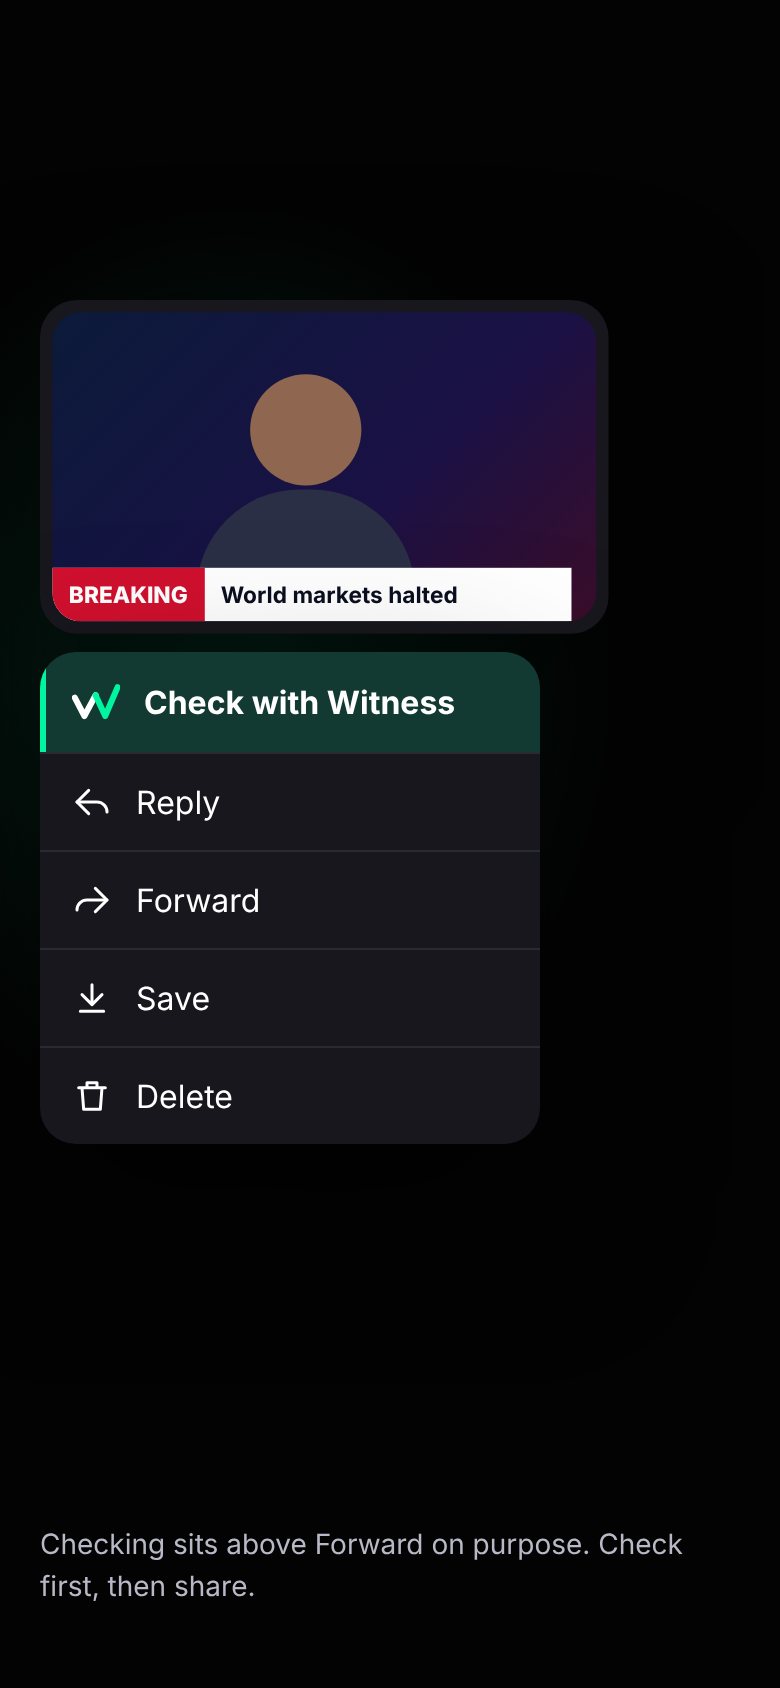 BREAKING World markets halted
Check with Witness
Reply
Forward
Save
Delete
Checking sits above Forward on purpose. Check
first, then share.